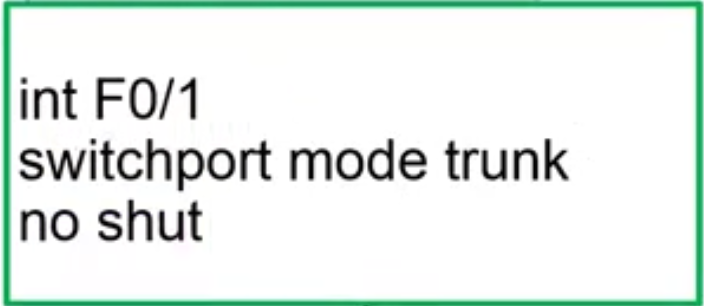 int F0/1
switchport mode trunk
no shut